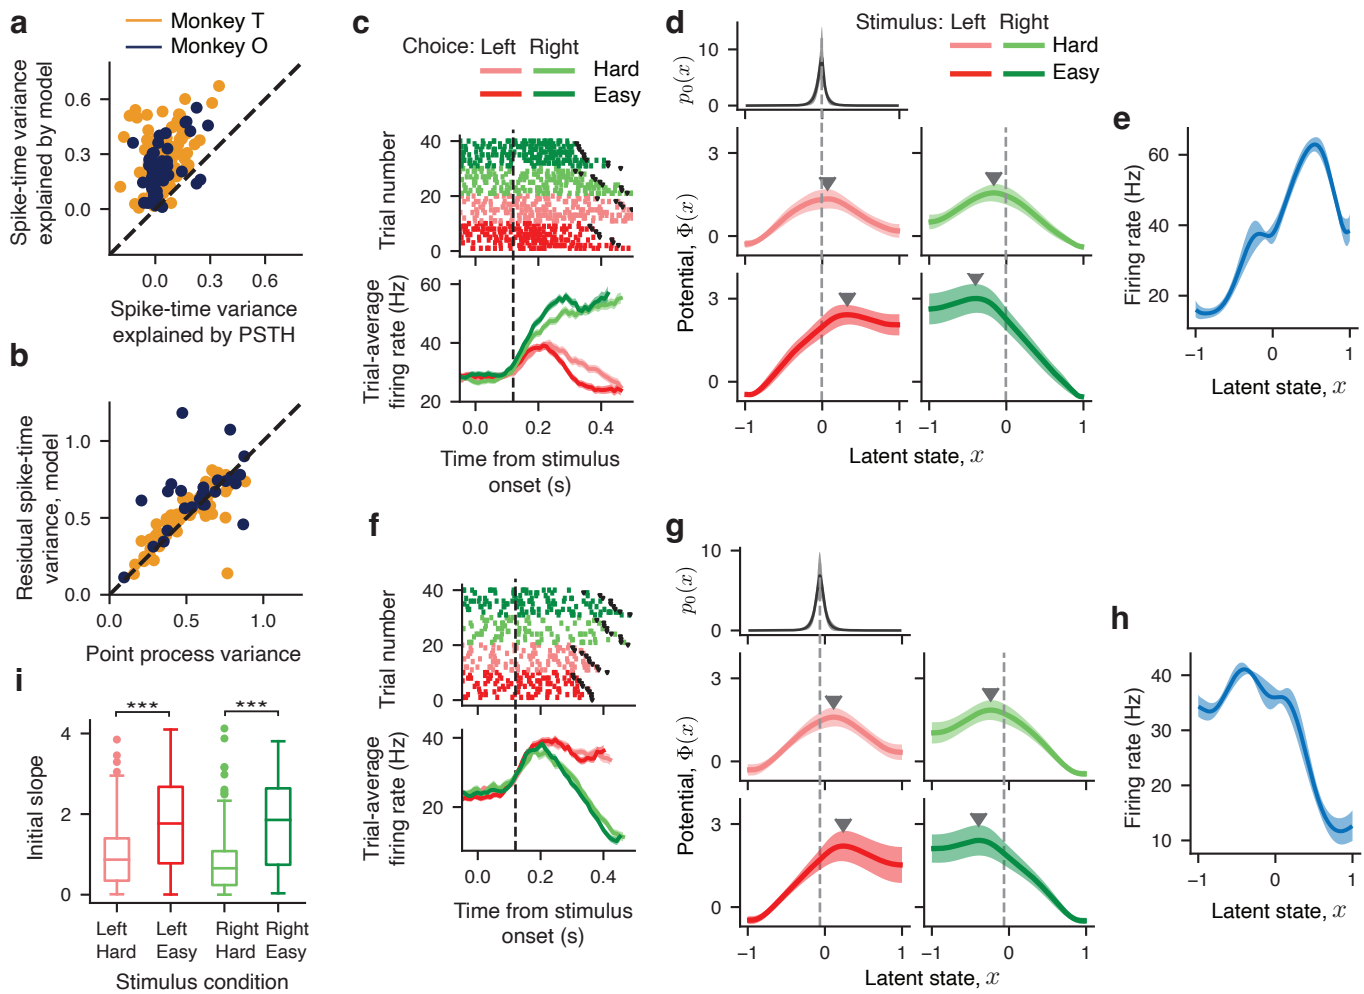 a
Monkey T
Monkey O
Spike-time variance
explained by model
0.6
0.3
0.0
0.0
0.3
0.6
Spike-time variance
explained by PSTH
b
Residual spike-time
variance, model
1.0
0.5
0.0
0.0
0.5
1.0
Point process variance
c
Choice: Left Right
Hard
Easy
Trial number
40
20
0
Trial-average
firing rate (Hz)
60
40
20
0.0
0.2
0.4
Time from stimulus
onset (s)
d
Stimulus: Left Right
Hard
Easy
p₀(x)
10
0
Potential, Φ(x)
3
0
3
0
−1
0
1
−1
0
1
Latent state, x
e
Firing rate (Hz)
60
40
20
−1
0
1
Latent state, x
f
Trial number
40
20
0
Trial-average
firing rate (Hz)
40
20
0.0
0.2
0.4
Time from stimulus
onset (s)
g
p₀(x)
10
0
Potential, Φ(x)
3
0
3
0
−1
0
1
−1
0
1
Latent state, x
h
Firing rate (Hz)
40
30
20
10
−1
0
1
Latent state, x
i
Initial slope
4
2
0
***
***
Left
Hard
Left
Easy
Right
Hard
Right
Easy
Stimulus condition